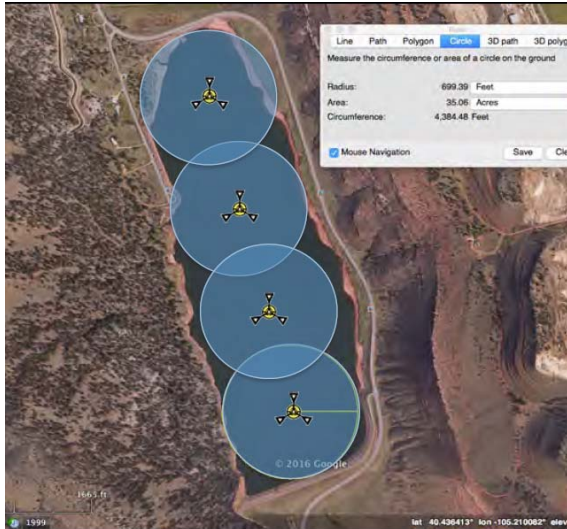 Line Path Polygon Circle 3D path 3D polyg
Measure the circumference or area of a circle on the ground
Radius: 699.39 Feet
Area: 35.06 Acres
Circumference: 4,384.48 Feet
Mouse Navigation Save Cle
© 2016 Google
1663 ft
1999
lat 40.436413° lon -105.210082° elev